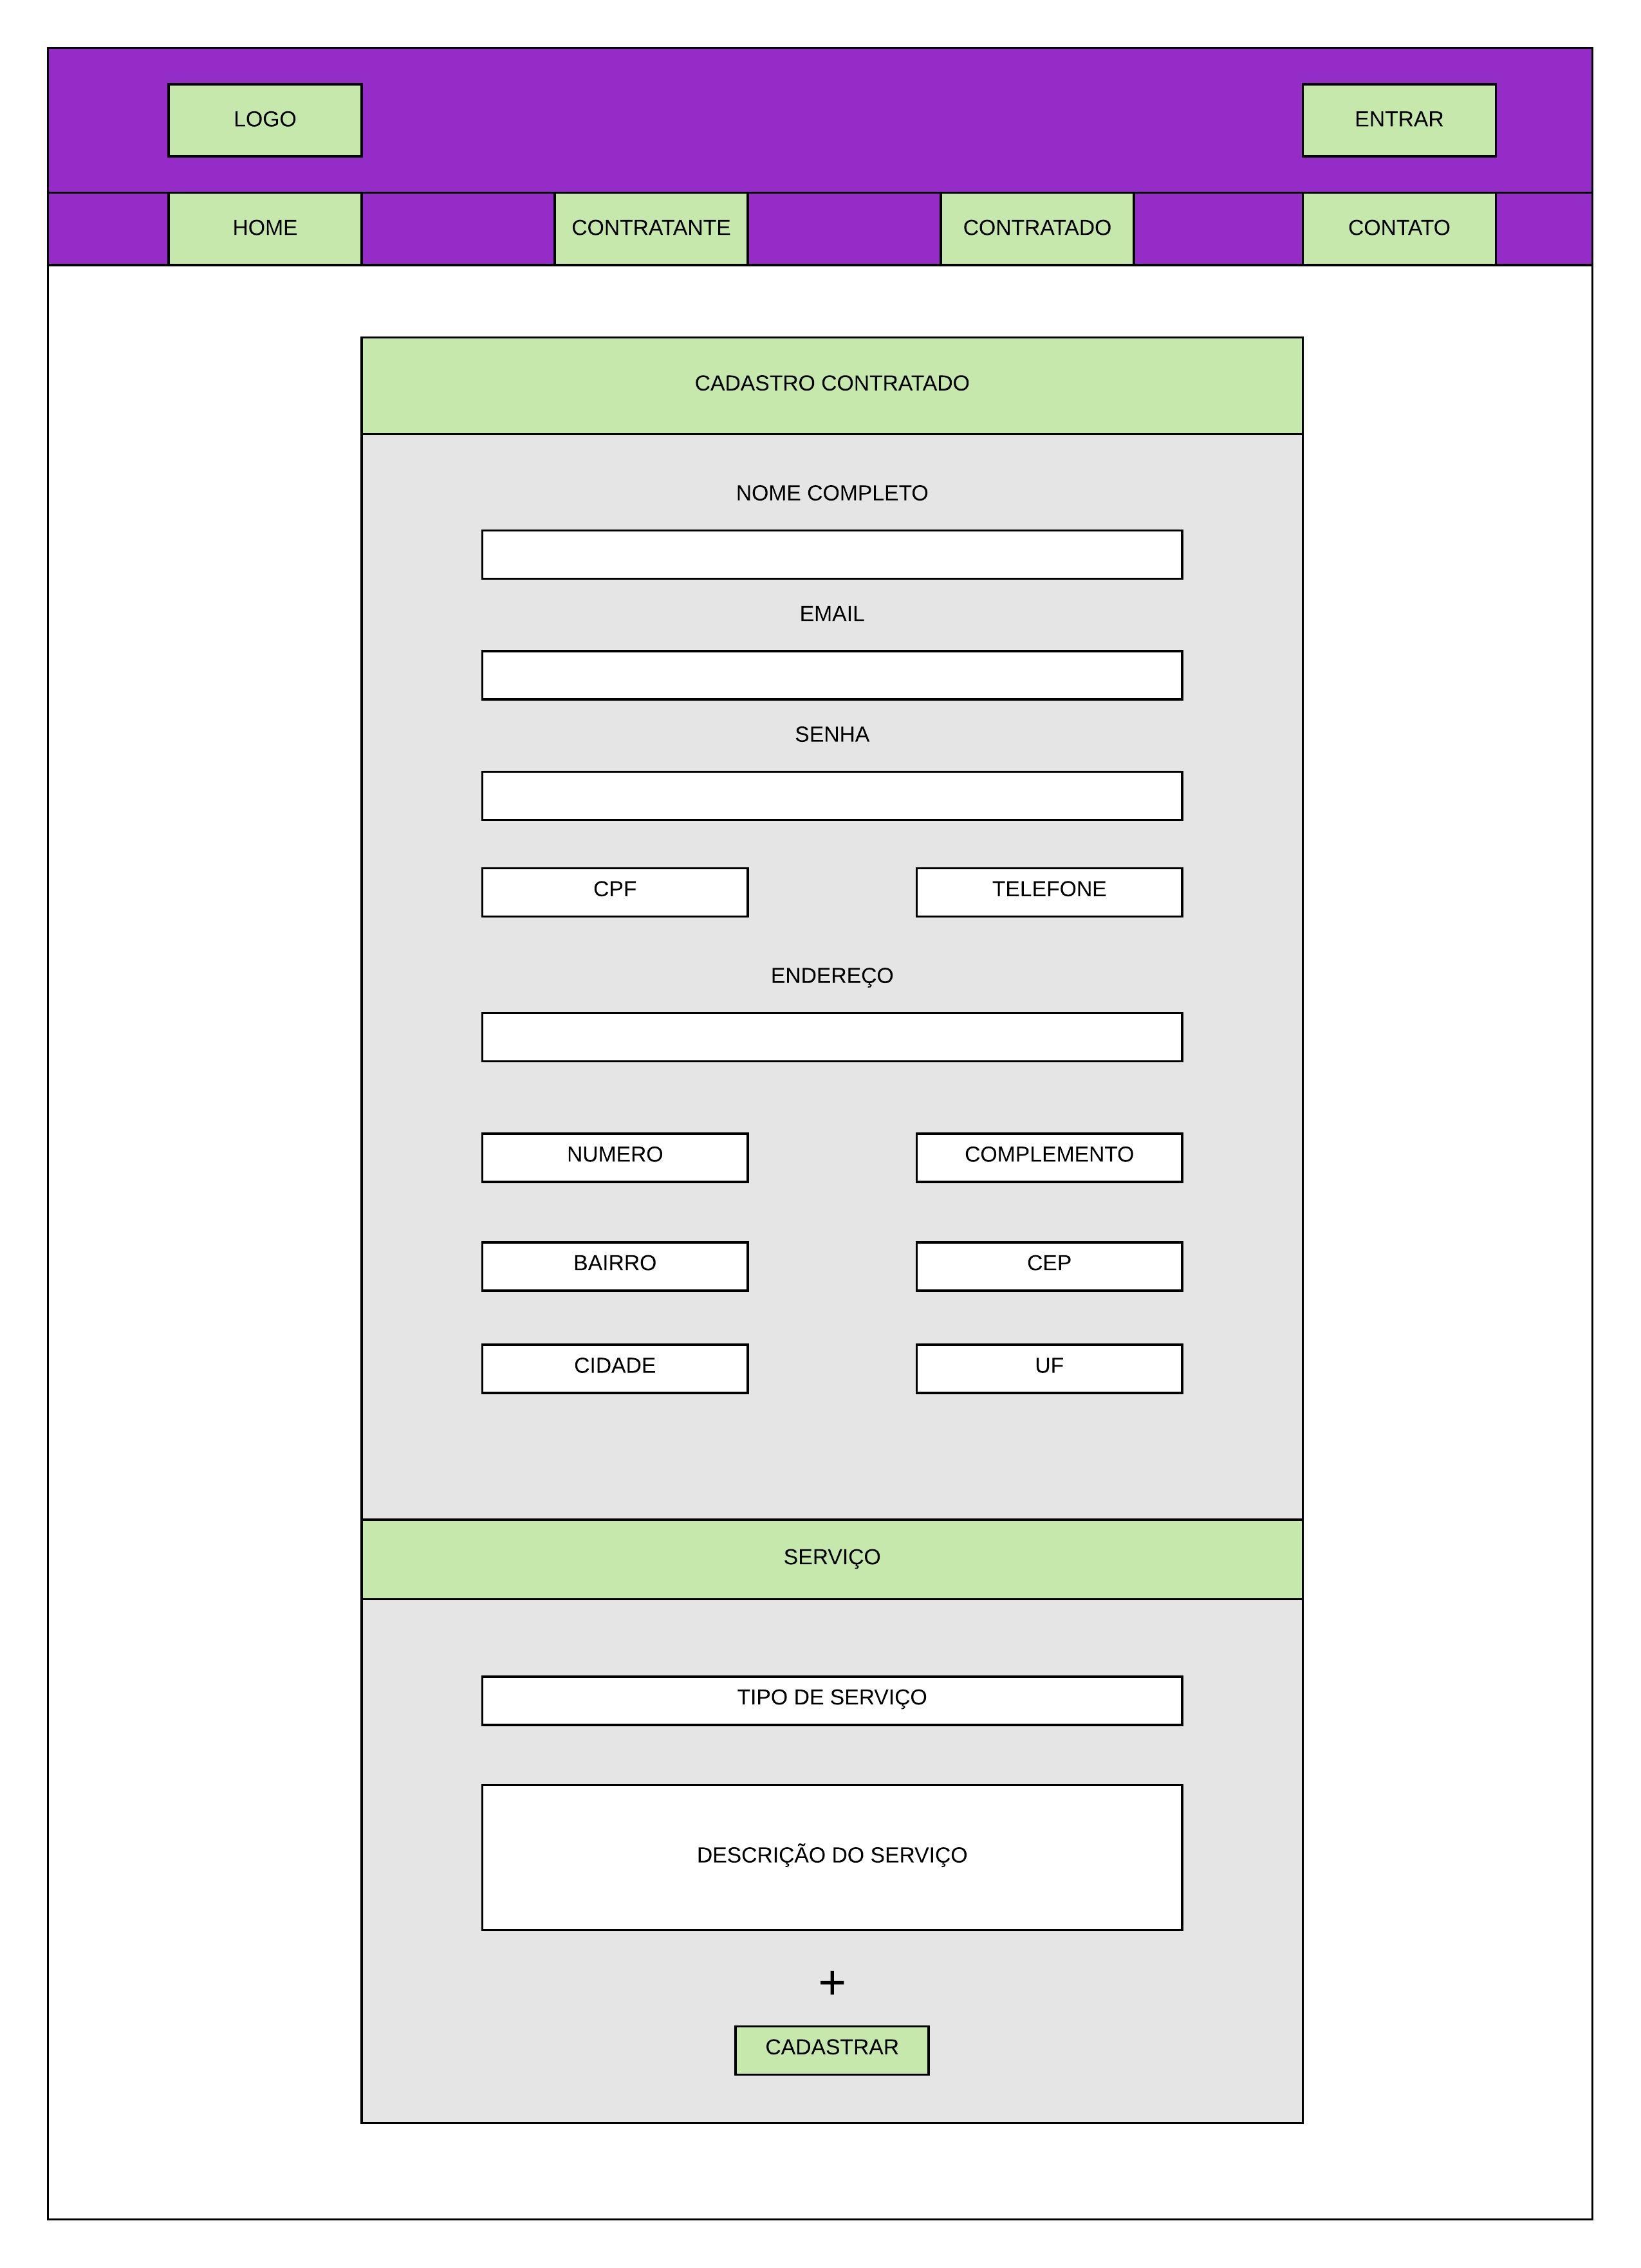 LOGO
ENTRAR
HOME
CONTRATANTE
CONTRATADO
CONTATO
CADASTRO CONTRATADO
NOME COMPLETO
EMAIL
SENHA
CPF
TELEFONE
ENDEREÇO
NUMERO
COMPLEMENTO
BAIRRO
CEP
CIDADE
UF
SERVIÇO
TIPO DE SERVIÇO
DESCRIÇÃO DO SERVIÇO
+
CADASTRAR